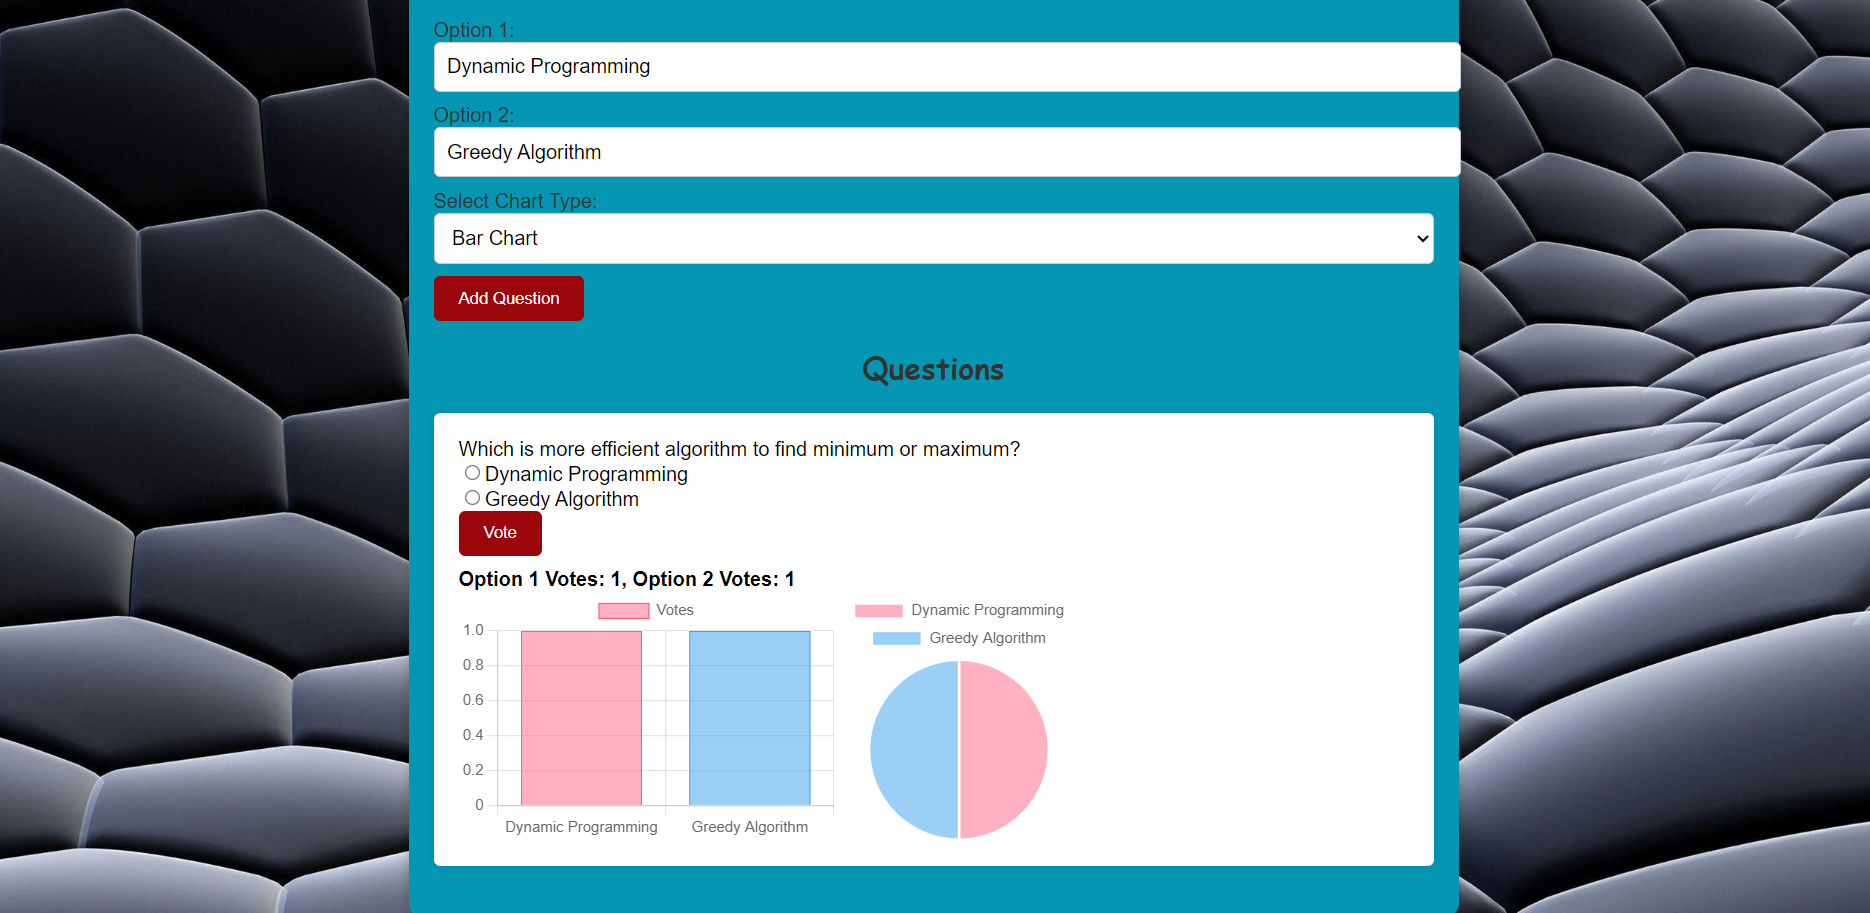 Option 1:
Dynamic Programming
Option 2:
Greedy Algorithm
Select Chart Type:
Bar Chart
Add Question
Questions
Which is more efficient algorithm to find minimum or maximum?
Dynamic Programming
Greedy Algorithm
Vote
Option 1 Votes: 1, Option 2 Votes: 1
Votes
1.0
0.8
0.6
0.4
0.2
0
Dynamic Programming Greedy Algorithm
Dynamic Programming
Greedy Algorithm